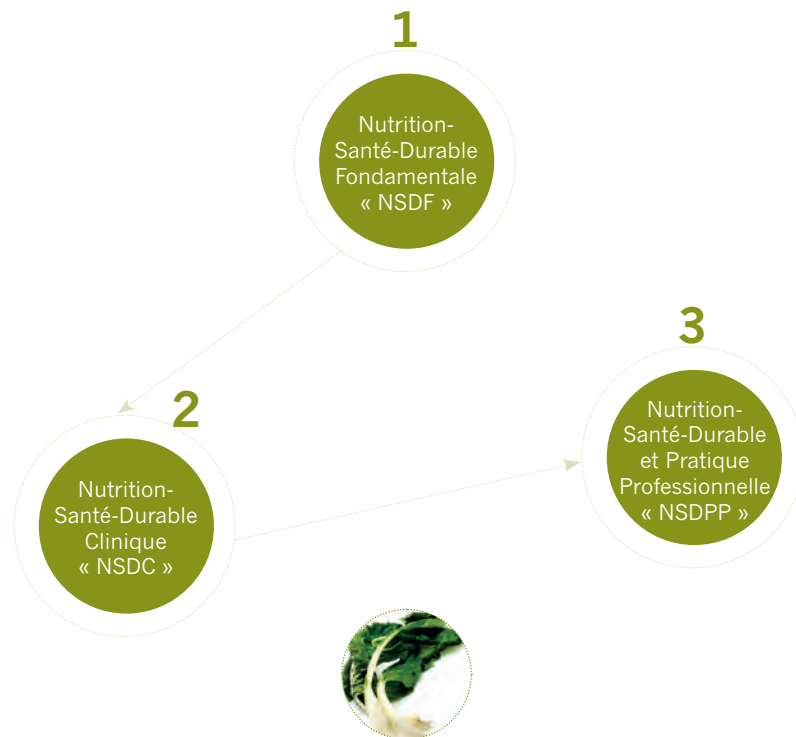 1
Nutrition-
Santé-Durable
Fondamentale
« NSDF »
2
Nutrition-
Santé-Durable
Clinique
« NSDC »
3
Nutrition-
Santé-Durable
et Pratique
Professionnelle
« NSDPP »